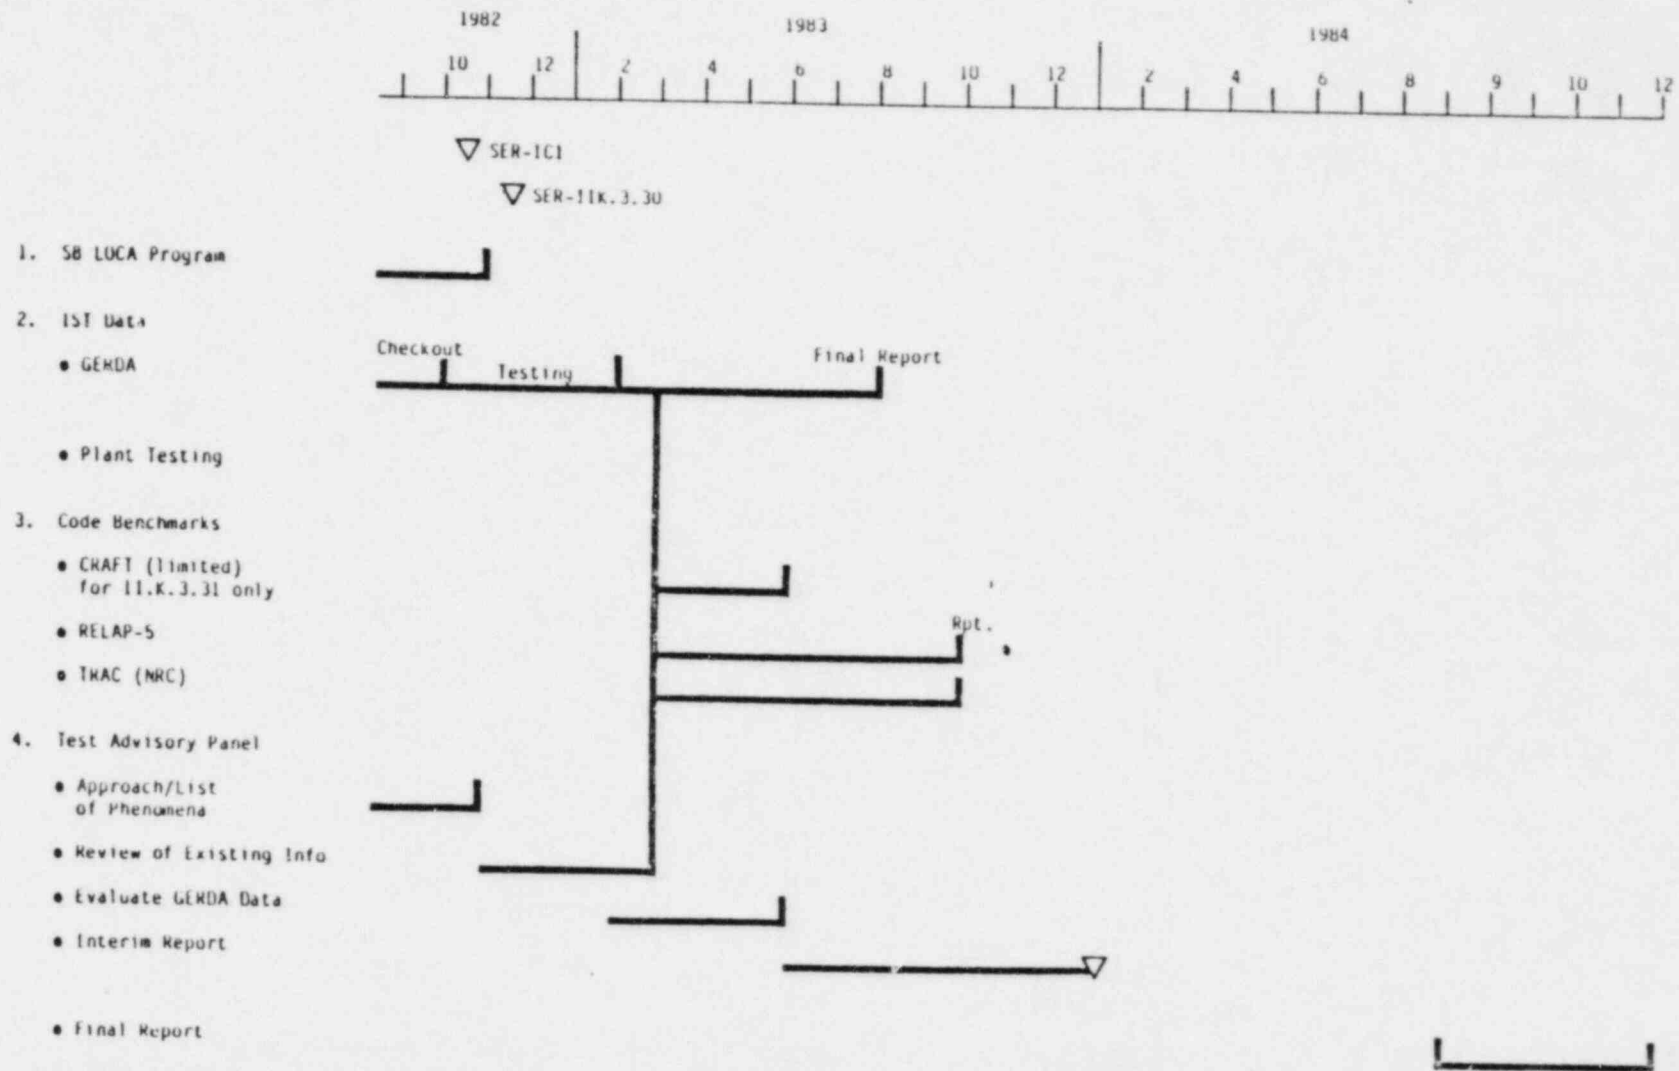 1982 1983 1984
10 12 2 4 6 8 10 12 2 4 6 8 9 10 12
SER-IC1
SER-IIK.3.30
1. SB LOCA Program
2. IST Data
Checkout
Testing
Final Report
• GERDA
• Plant Testing
3. Code Benchmarks
• CRAFT (limited)
for II.K.3.31 only
• RELAP-5
Rpt.
• TRAC (NRC)
4. Test Advisory Panel
• Approach/List
of Phenomena
• Review of Existing Info
• Evaluate GERDA Data
• Interim Report
• Final Report